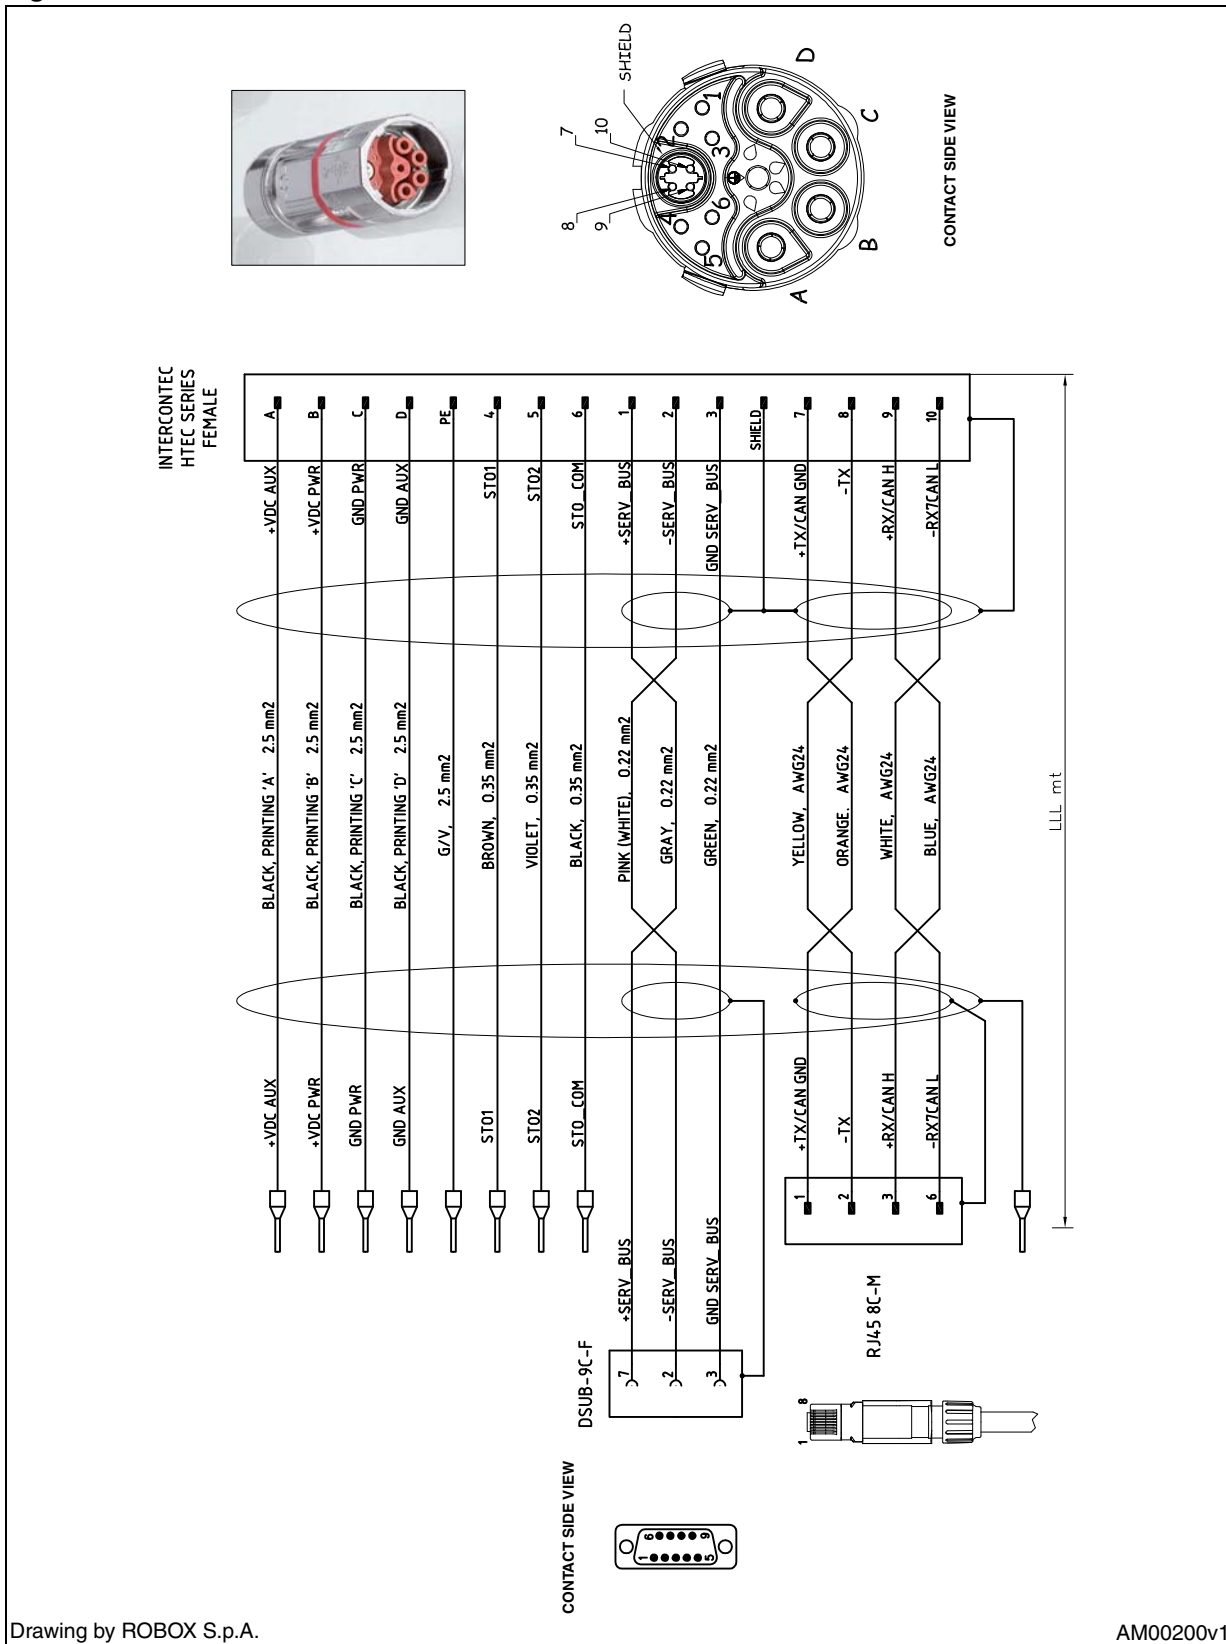 INTERCONTEC
HTEC SERIES
FEMALE
A
B
C
D
PE
4
5
6
1
2
3
SHIELD
7
8
9
10
+VDC AUX
+VDC PWR
GND PWR
GND AUX
STO1
STO2
STO_COM
+SERV_BUS
-SERV_BUS
GND SERV_BUS
+TX/CAN GND
-TX
+RX/CAN H
-RX7CAN L
BLACK, PRINTING 'A' 2.5 mm2
BLACK, PRINTING 'B' 2.5 mm2
BLACK, PRINTING 'C' 2.5 mm2
BLACK, PRINTING 'D' 2.5 mm2
G/V, 2.5 mm2
BROWN, 0.35 mm2
VIOLET, 0.35 mm2
BLACK, 0.35 mm2
PINK (WHITE), 0.22 mm2
GRAY, 0.22 mm2
GREEN, 0.22 mm2
YELLOW, AWG24
ORANGE. AWG24
WHITE, AWG24
BLUE, AWG24
LLL mt
+VDC AUX
+VDC PWR
GND PWR
GND AUX
STO1
STO2
STO_COM
+SERV_BUS
-SERV_BUS
GND SERV_BUS
+TX/CAN GND
-TX
+RX/CAN H
-RX7CAN L
7
2
3
DSUB-9C-F
1
2
3
6
RJ45 8C-M
1
8
CONTACT SIDE VIEW
1
5
6
9
SHIELD
7
10
8
9
1
2
3
4
5
6
A
B
C
D
CONTACT SIDE VIEW
Drawing by ROBOX S.p.A.
AM00200v1